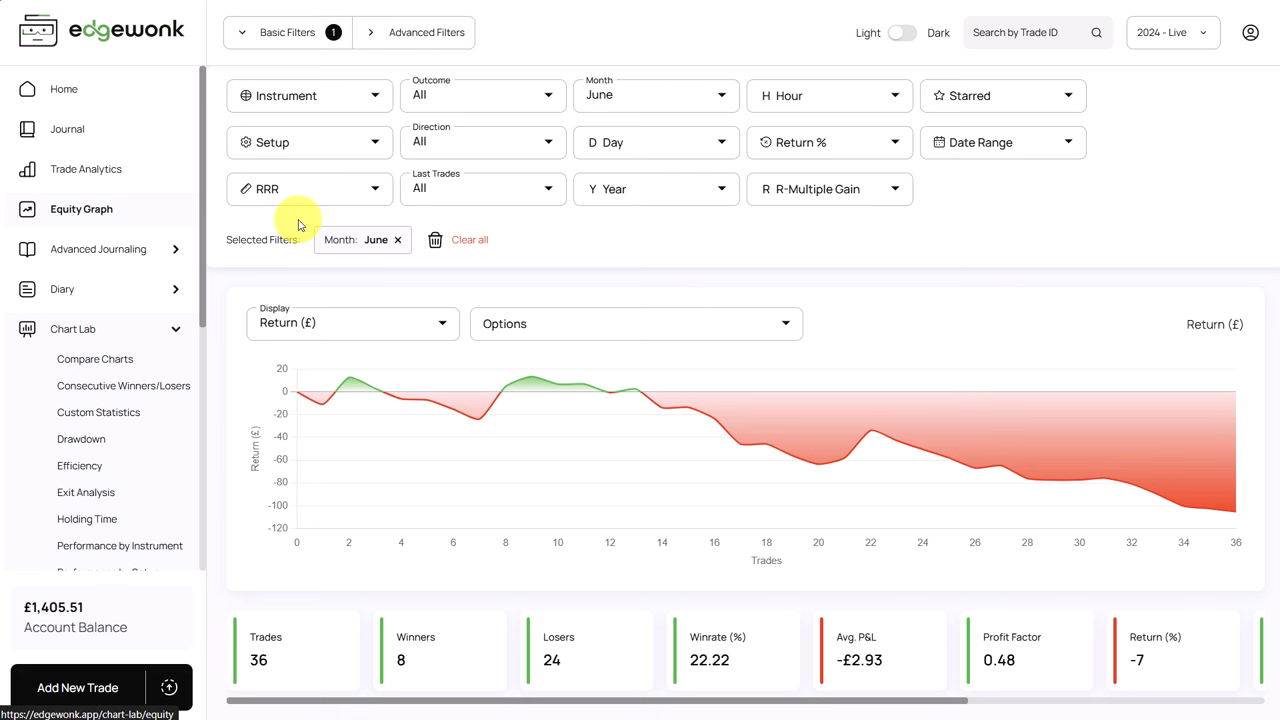 edgewonk
Basic Filters 1
Advanced Filters
Light Dark
Search by Trade ID
2024 - Live
Home
Journal
Trade Analytics
Equity Graph
Advanced Journaling
Diary
Chart Lab
Compare Charts
Consecutive Winners/Losers
Custom Statistics
Drawdown
Efficiency
Exit Analysis
Holding Time
Performance by Instrument
£1,405.51
Account Balance
Add New Trade
https://edgewonk.app/chart-lab/equity
Instrument
Outcome
All
Month
June
H Hour
Starred
Setup
Direction
All
D Day
Return %
Date Range
RRR
Last Trades
All
Y Year
R R-Multiple Gain
Selected Filters:
Month: June
Clear all
Display
Return (£)
Options
Return (£)
Return (£)
20
0
-20
-40
-60
-80
-100
-120
0 2 4 6 8 10 12 14 16 18 20 22 24 26 28 30 32 34 36
Trades
Trades
36
Winners
8
Losers
24
Winrate (%)
22.22
Avg. P&L
-£2.93
Profit Factor
0.48
Return (%)
-7